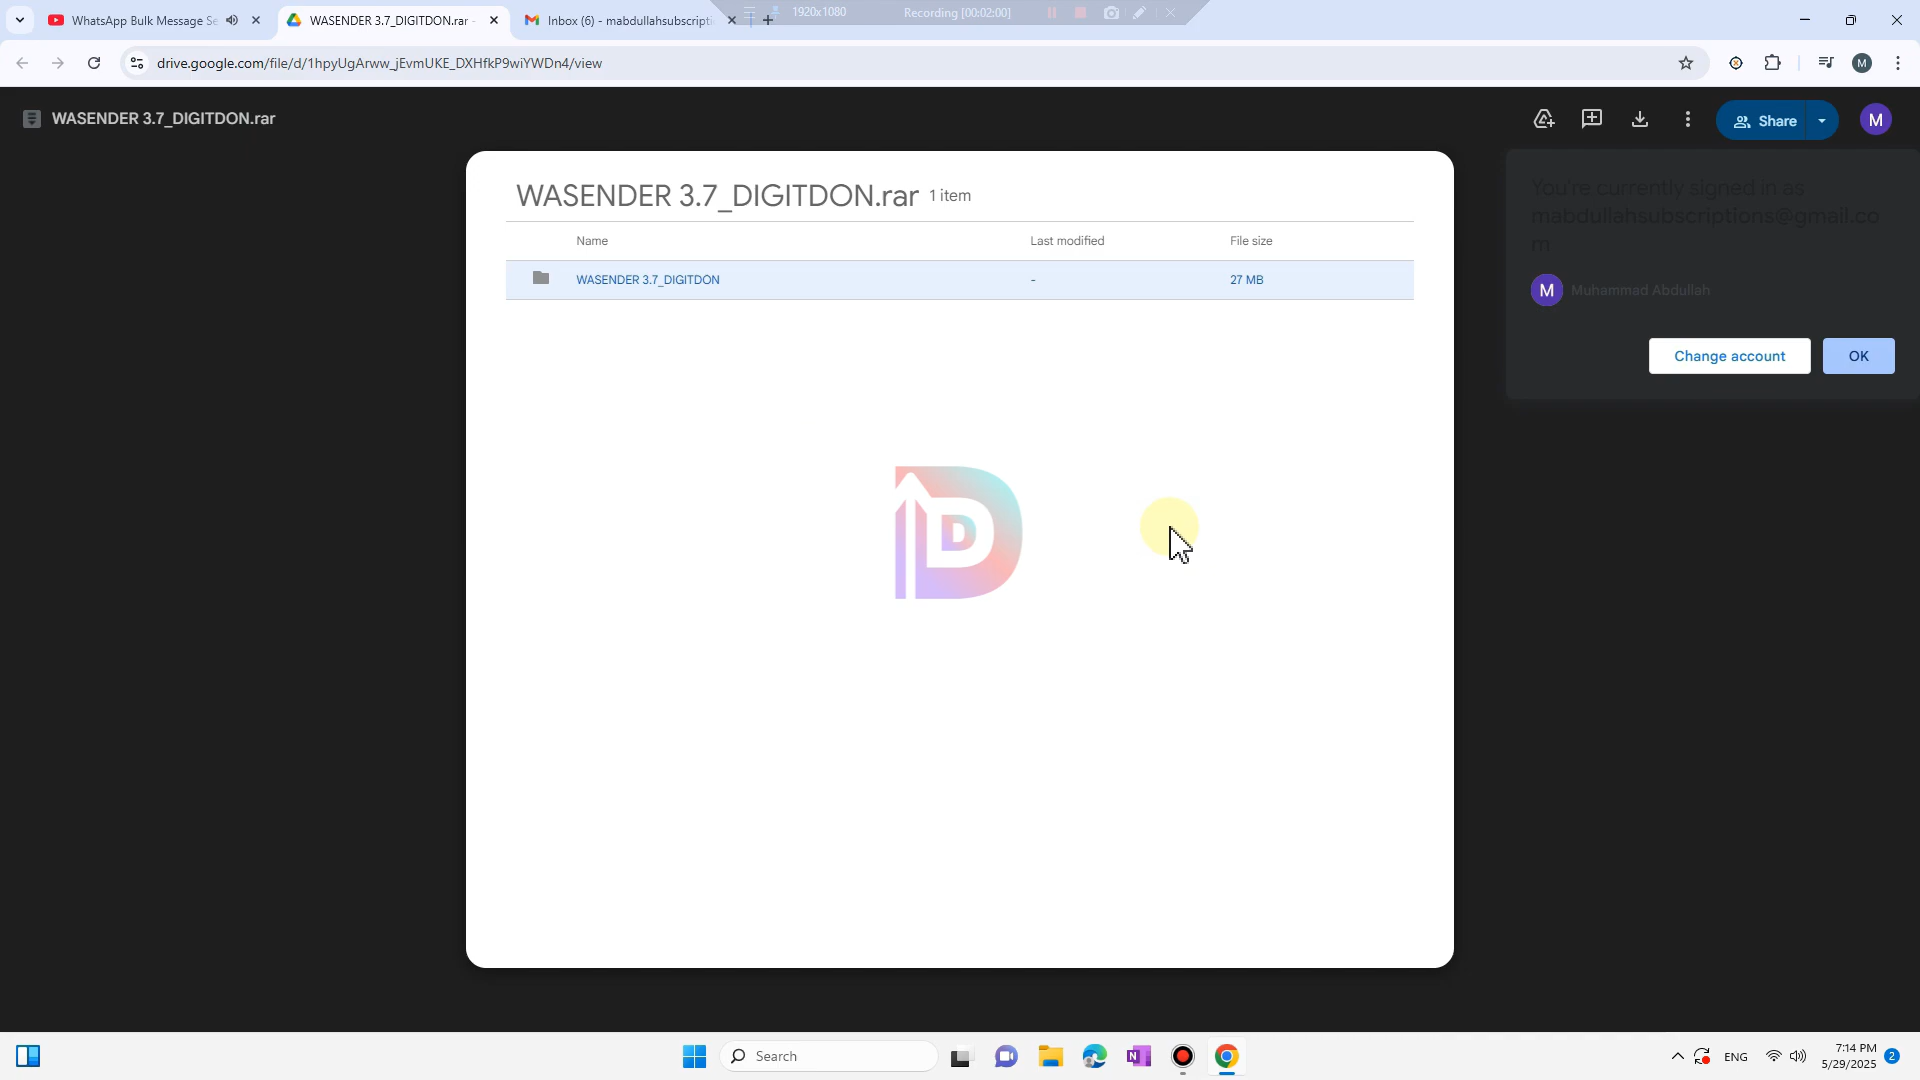 WhatsApp Bulk Message Se
WASENDER 3.7_DIGITDON.rar -
Inbox (6) - mabdullahsubscripti
1920x1080
Recording [00:02:00]
drive.google.com/file/d/1hpyUgArww_jEvmUKE_DXHfkP9wiYWDn4/view
M
WASENDER 3.7_DIGITDON.rar
Share
M
WASENDER 3.7_DIGITDON.rar 1 item
Name Last modified File size
WASENDER 3.7_DIGITDON - 27 MB
You're currently signed in as
mabdullahsubscriptions@gmail.co
m
M Muhammad Abdullah
Change account OK
D
Search
N
ENG
7:14 PM
5/29/2025
2